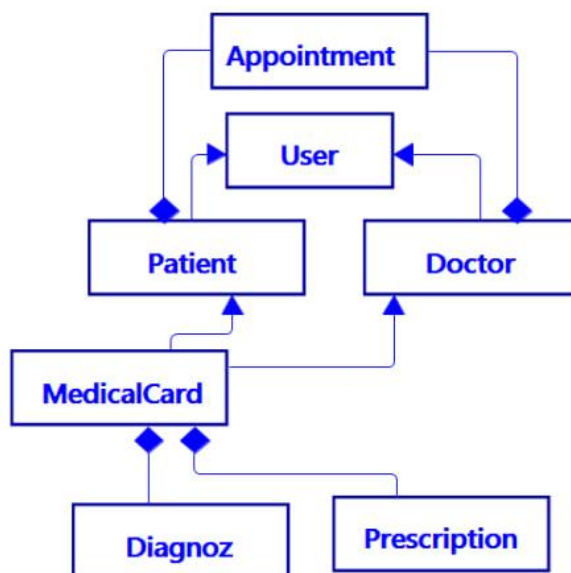 Appointment
User
Patient
Doctor
MedicalCard
Diagnoz
Prescription